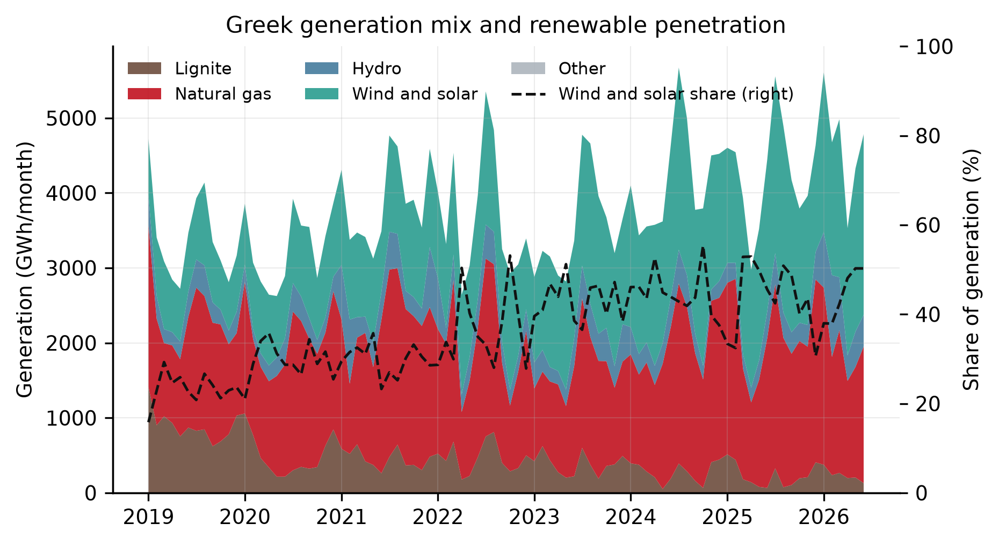 Greek generation mix and renewable penetration
Lignite
Natural gas
Hydro
Wind and solar
Other
Wind and solar share (right)
Generation (GWh/month)
5000
4000
3000
2000
1000
0
Share of generation (%)
100
80
60
40
20
0
2019 2020 2021 2022 2023 2024 2025 2026